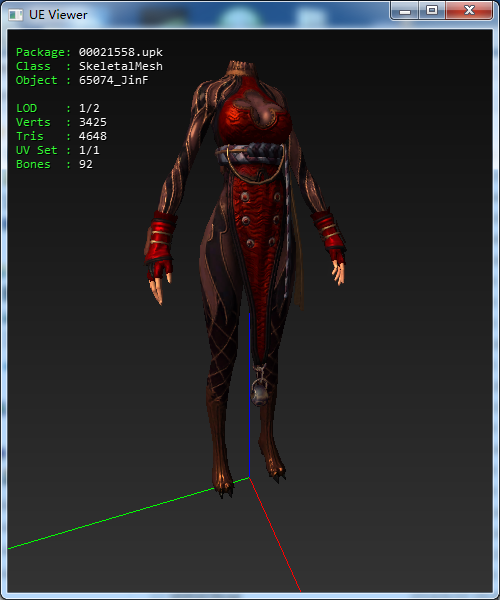 UE Viewer
Package: 00021558.upk
Class  : SkeletalMesh
Object : 65074_JinF
LOD    : 1/2
Verts  : 3425
Tris   : 4648
UV Set : 1/1
Bones  : 92